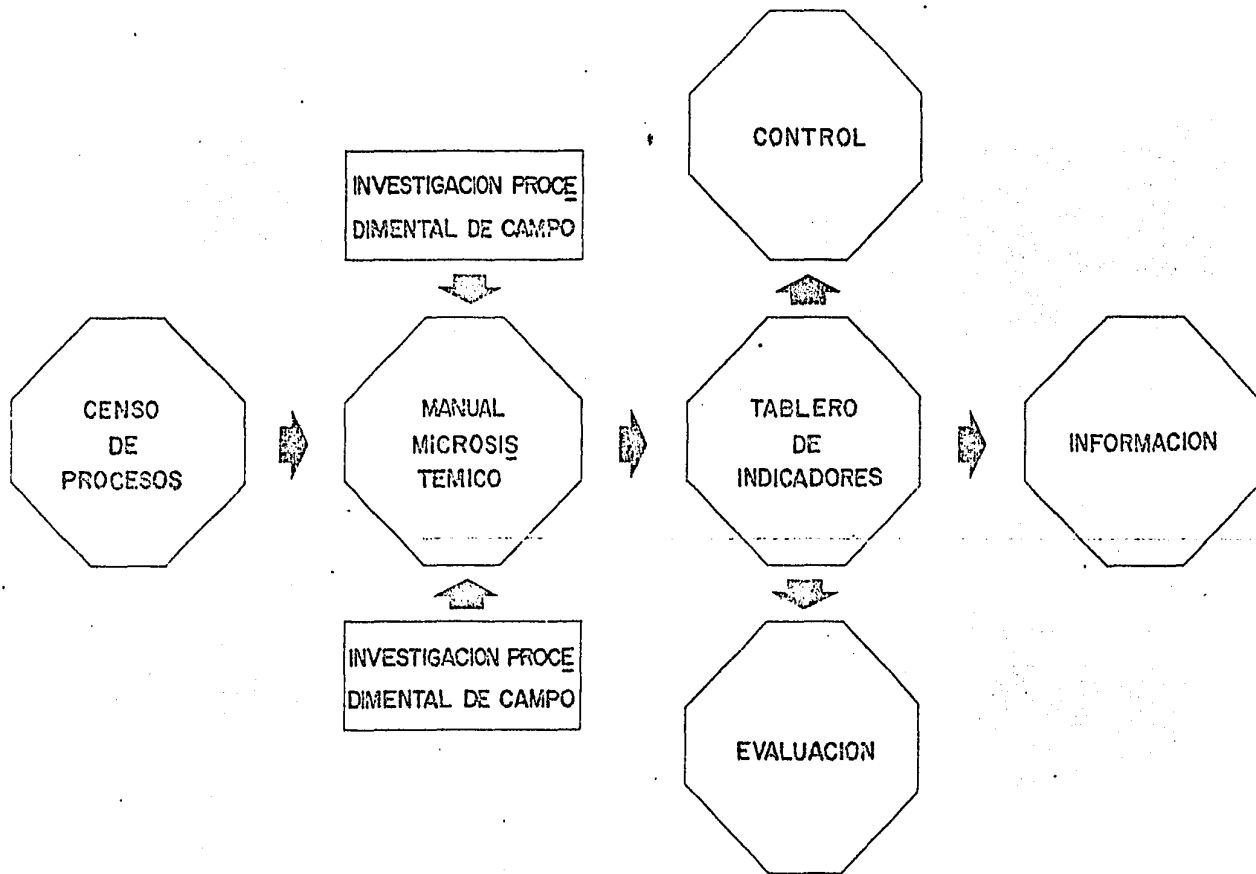 CONTROL
INVESTIGACION PROCE
DIMENTAL DE CAMPO
CENSO
DE
PROCESOS
MANUAL
MICROSIS
TEMICO
TABLERO
DE
INDICADORES
INFORMACION
INVESTIGACION PROCE
DIMENTAL DE CAMPO
EVALUACION